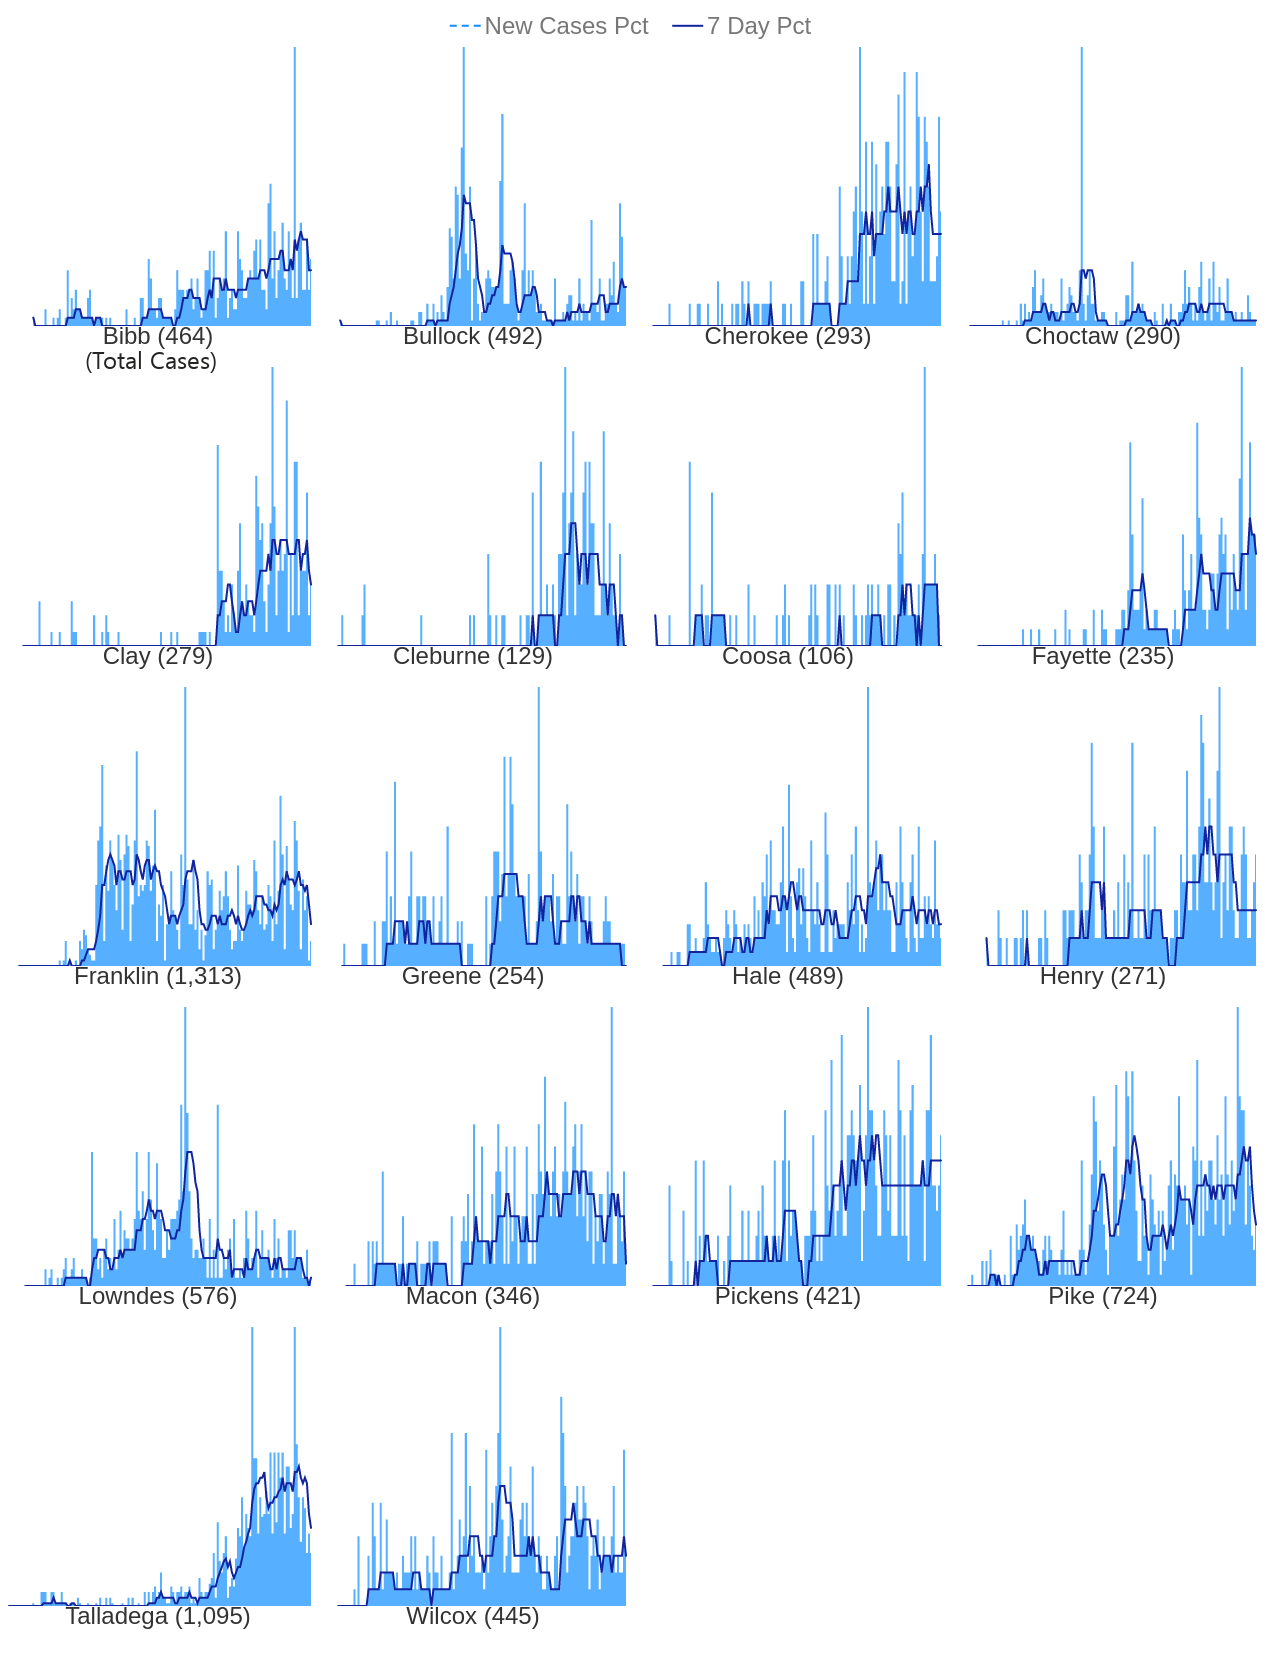 New Cases Pct 7 Day Pct
Bibb (464) Bullock (492) Cherokee (293) Choctaw (290)
(Total Cases)
Clay (279) Cleburne (129) Coosa (106) Fayette (235)
Franklin (1,313) Greene (254) Hale (489) Henry (271)
Lowndes (576) Macon (346) Pickens (421) Pike (724)
Talladega (1,095) Wilcox (445)